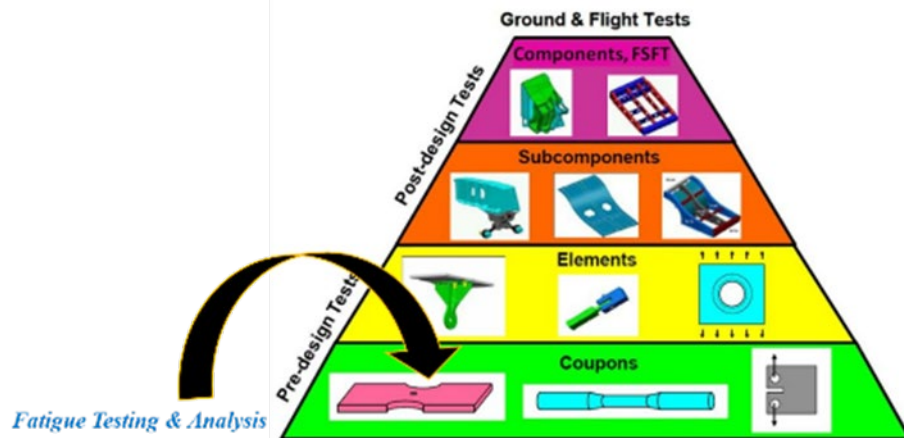 Ground & Flight Tests
Components, FSFT
Post-design Tests
Subcomponents
Elements
Pre-design Tests
Coupons
Fatigue Testing & Analysis